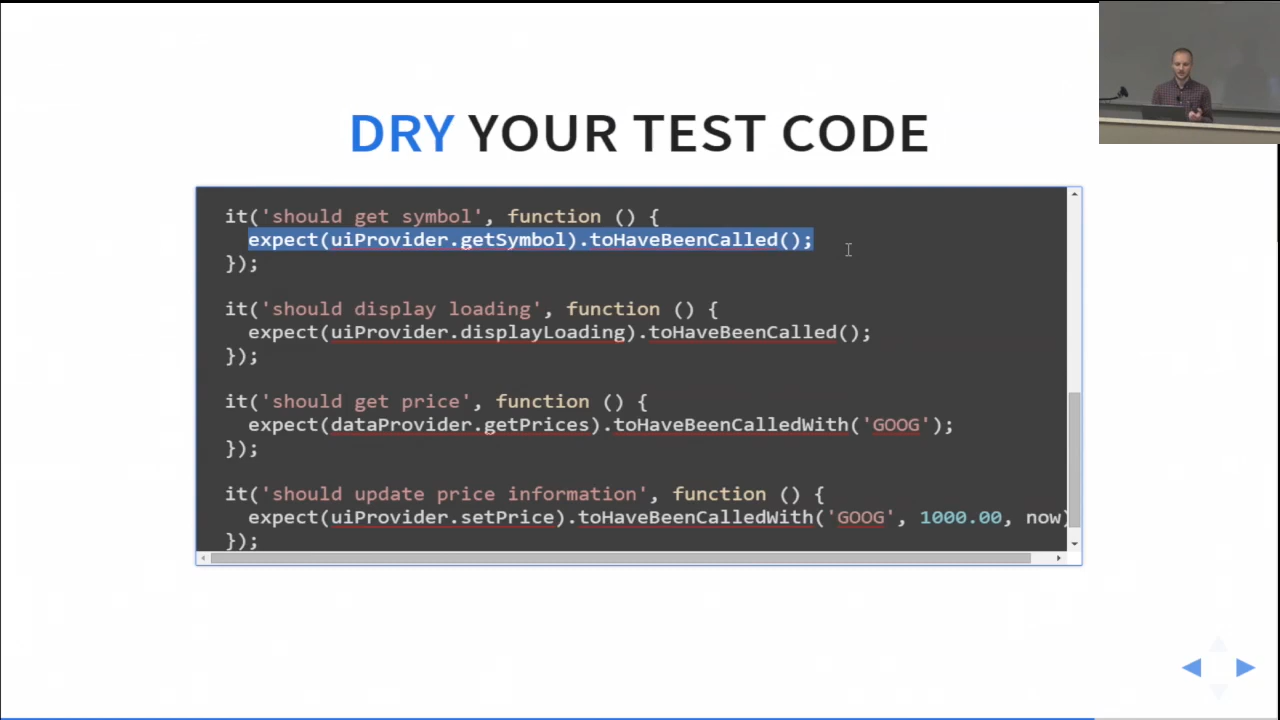 DRY YOUR TEST CODE
it('should get symbol', function () {
expect(uiProvider.getSymbol).toHaveBeenCalled();
});
it('should display loading', function () {
expect(uiProvider.displayLoading).toHaveBeenCalled();
});
it('should get price', function () {
expect(dataProvider.getPrices).toHaveBeenCalledWith('GOOG');
});
it('should update price information', function () {
expect(uiProvider.setPrice).toHaveBeenCalledWith('GOOG', 1000.00, now)
});